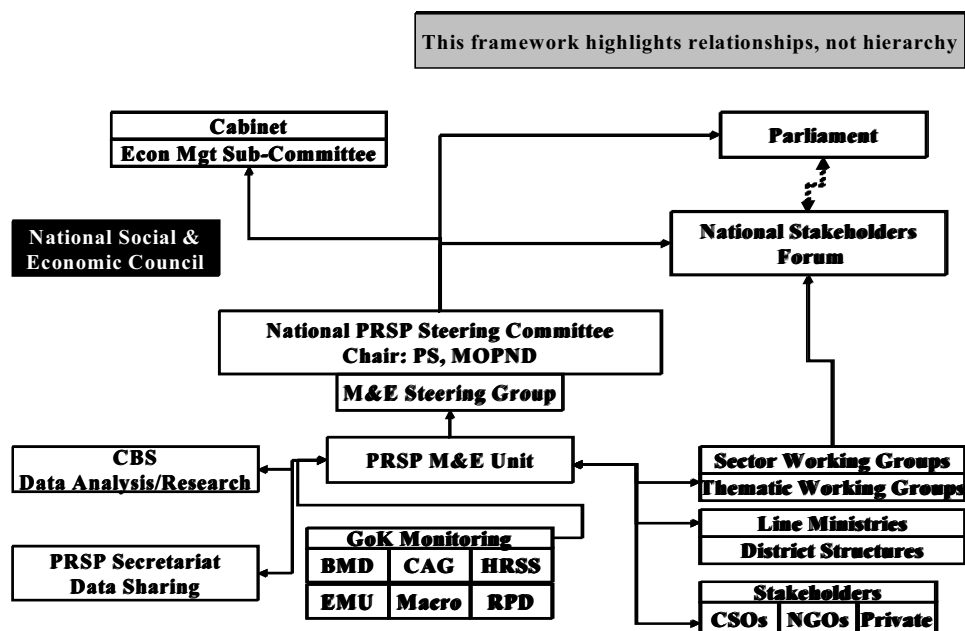 This framework highlights relationships, not hierarchy
Cabinet
Econ Mgt Sub-Committee
Parliament
National Social &
Economic Council
National Stakeholders
Forum
National PRSP Steering Committee
Chair: PS, MOPND
M&E Steering Group
CBS
Data Analysis/Research
PRSP M&E Unit
Sector Working Groups
Thematic Working Groups
Line Ministries
District Structures
PRSP Secretariat
Data Sharing
GoK Monitoring
BMD CAG HRSS
EMU Macro RPD
Stakeholders
CSOs NGOs Private